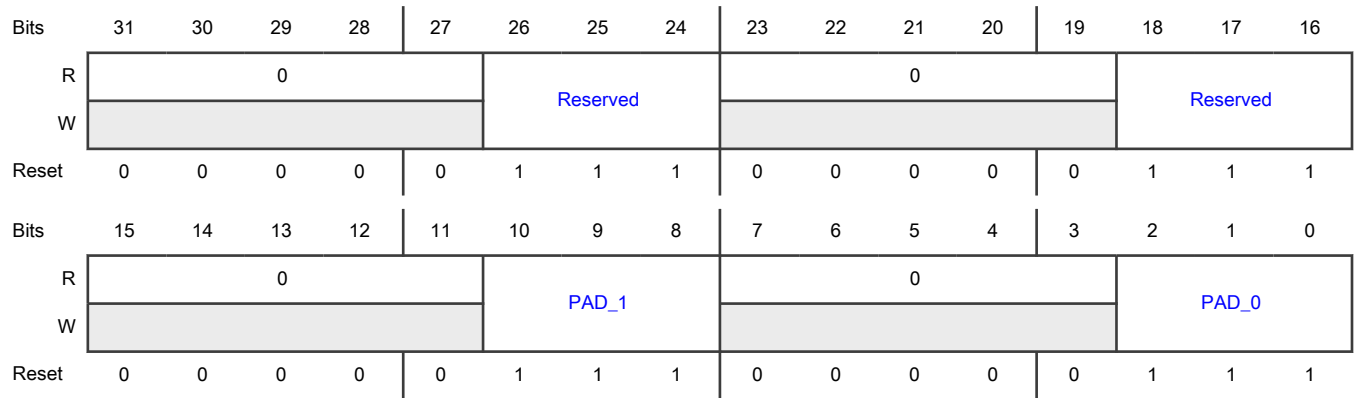 Bits 31 30 29 28 27 26 25 24 23 22 21 20 19 18 17 16
R 0 Reserved 0 Reserved
W
Reset 0 0 0 0 0 1 1 1 0 0 0 0 0 1 1 1
Bits 15 14 13 12 11 10 9 8 7 6 5 4 3 2 1 0
R 0 PAD_1 0 PAD_0
W
Reset 0 0 0 0 0 1 1 1 0 0 0 0 0 1 1 1